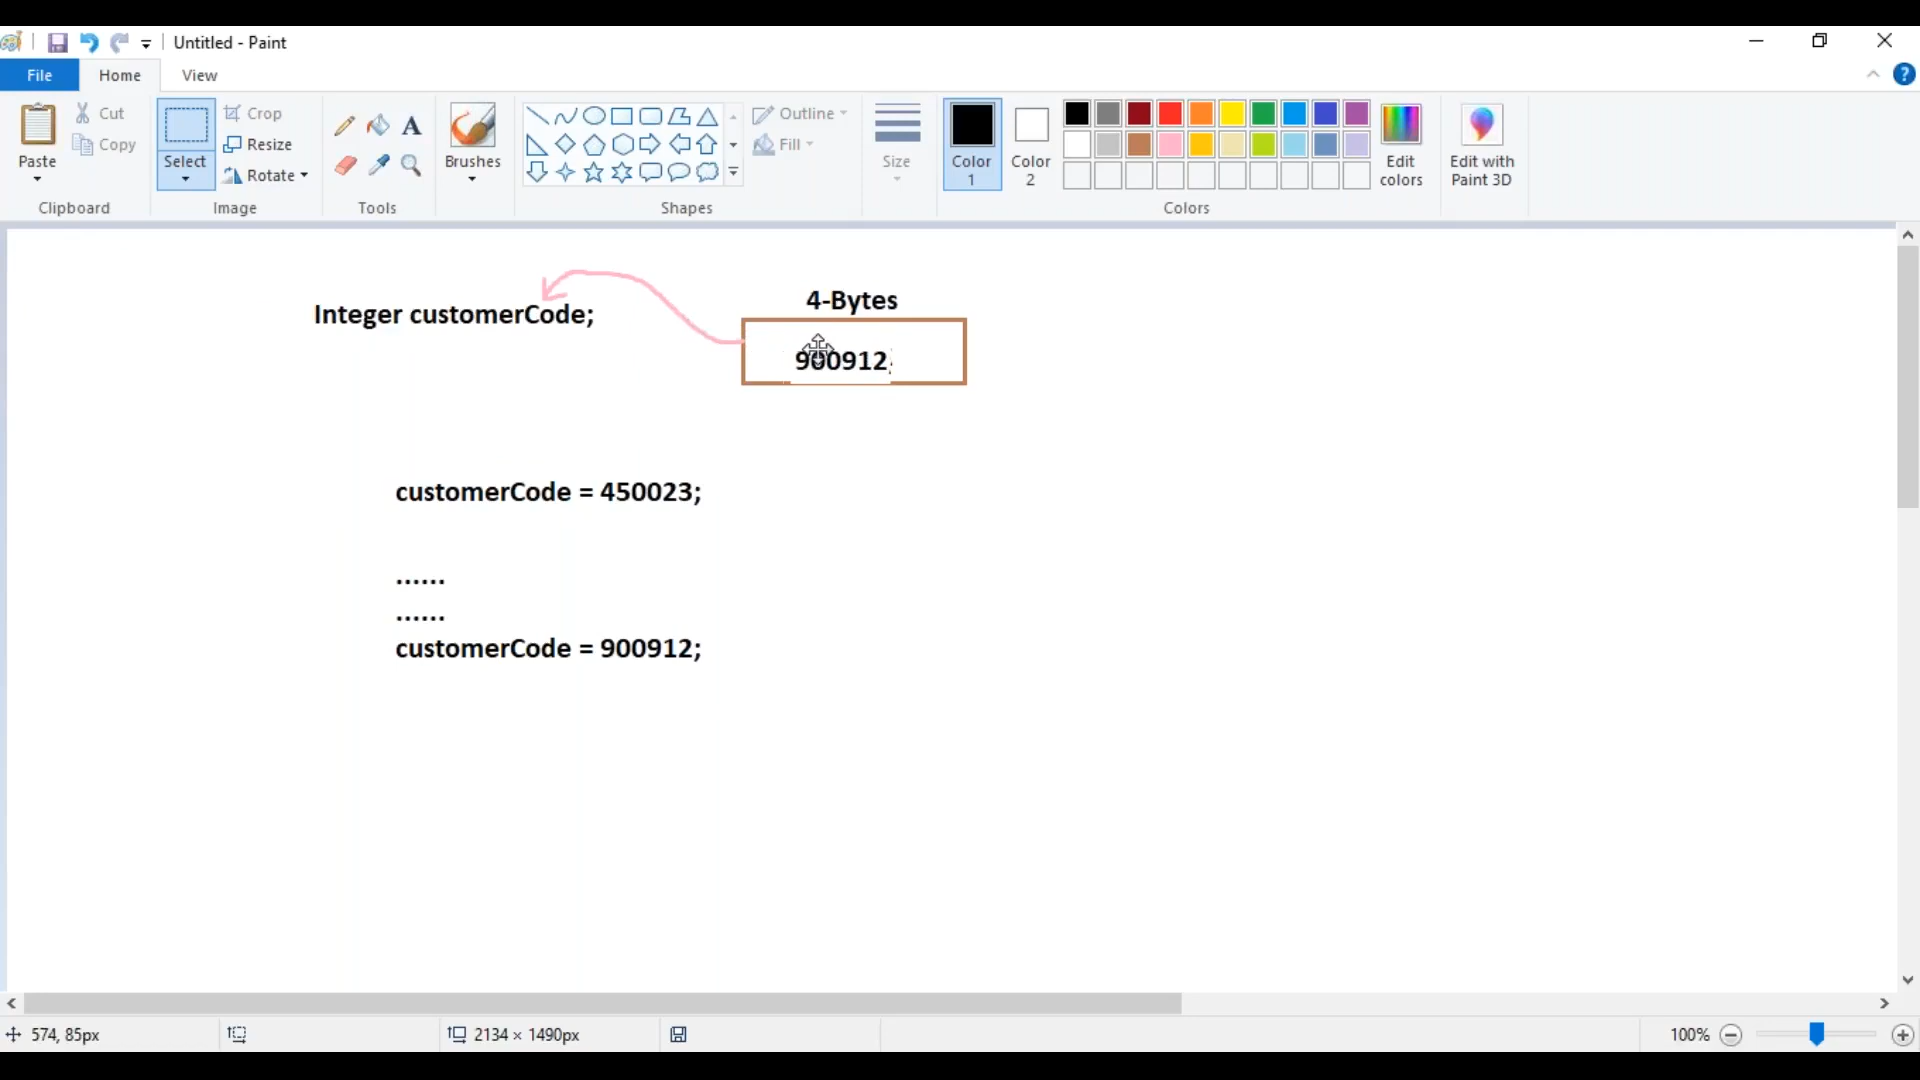 Untitled - Paint
File Home View
Paste
Cut
Copy
Clipboard
Select
Crop
Resize
Rotate
Image
A
Tools
Brushes
Shapes
Outline
Fill
Size
Color 1
Color 2
Colors
Edit colors
Edit with Paint 3D
?
Integer customerCode;
4-Bytes
900912;
customerCode = 450023;
......
......
customerCode = 900912;
574, 85px
2134 × 1490px
100%